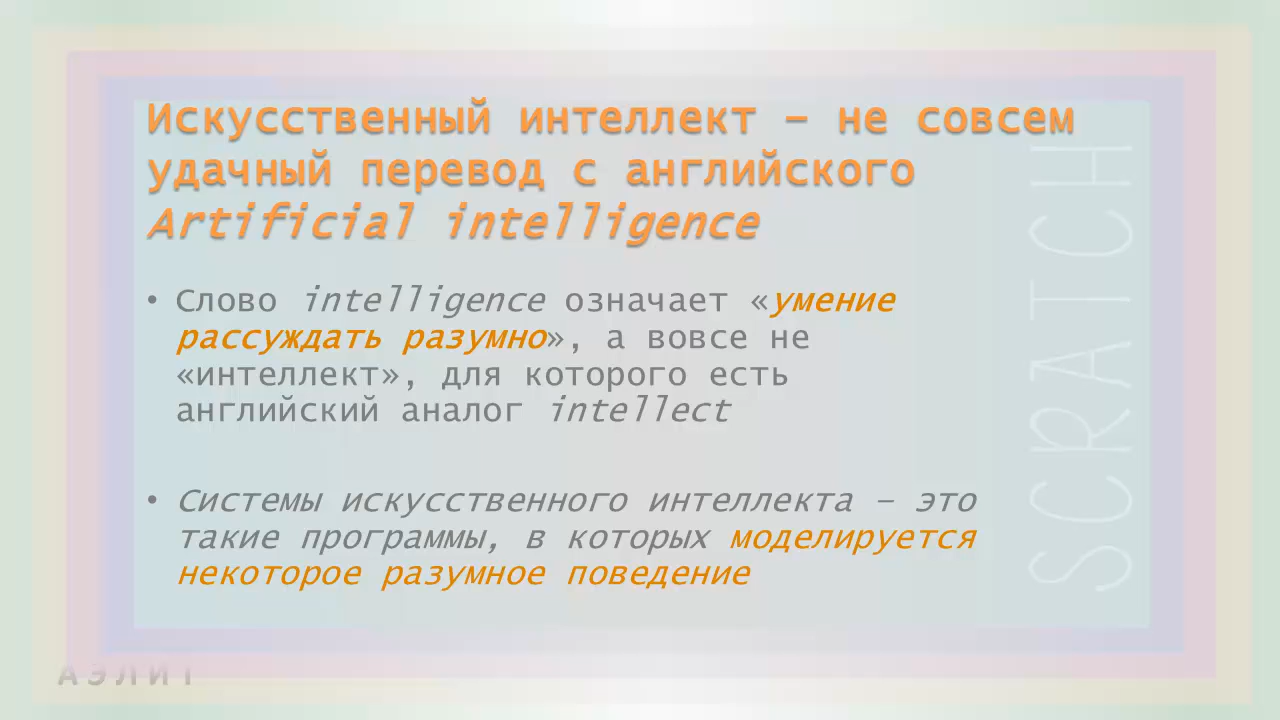 Искусственный интеллект – не совсем
удачный перевод с английского
Artificial intelligence
• Слово intelligence означает «умение
рассуждать разумно», а вовсе не
«интеллект», для которого есть
английский аналог intellect
• Системы искусственного интеллекта – это
такие программы, в которых моделируется
некоторое разумное поведение
SCRATCH